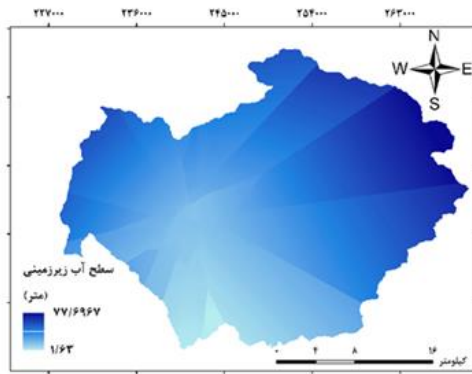 ۲۲۷۰۰۰ ۲۳۶۰۰۰ ۲۴۵۰۰۰ ۲۵۴۰۰۰ ۲۶۳۰۰۰
N
W E
S
سطح آب زیرزمینی
(متر)
۷۷/۶۹۶۷
۱/۶۳
۰ ۴ ۸ ۱۶
کیلومتر